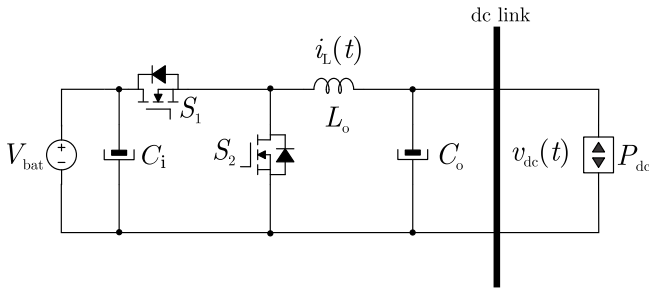 dc link
i_L(t)
S_1
L_o
V_bat
+
−
C_i
S_2
C_o
v_dc(t)
P_dc